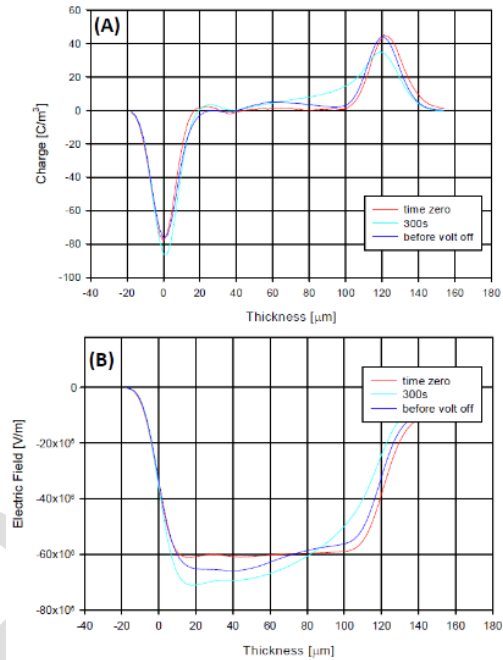 (A)
60
40
20
0
-20
-40
-60
-80
-100
Charge [C/m³]
time zero
300s
before volt off
-40 -20 0 20 40 60 80 100 120 140 160 180
Thickness [μm]
(B)
0
-20x10⁶
-40x10⁶
-60x10⁶
-80x10⁶
Electric Field [V/m]
time zero
300s
before volt off
-40 -20 0 20 40 60 80 100 120 140 160 180
Thickness [μm]